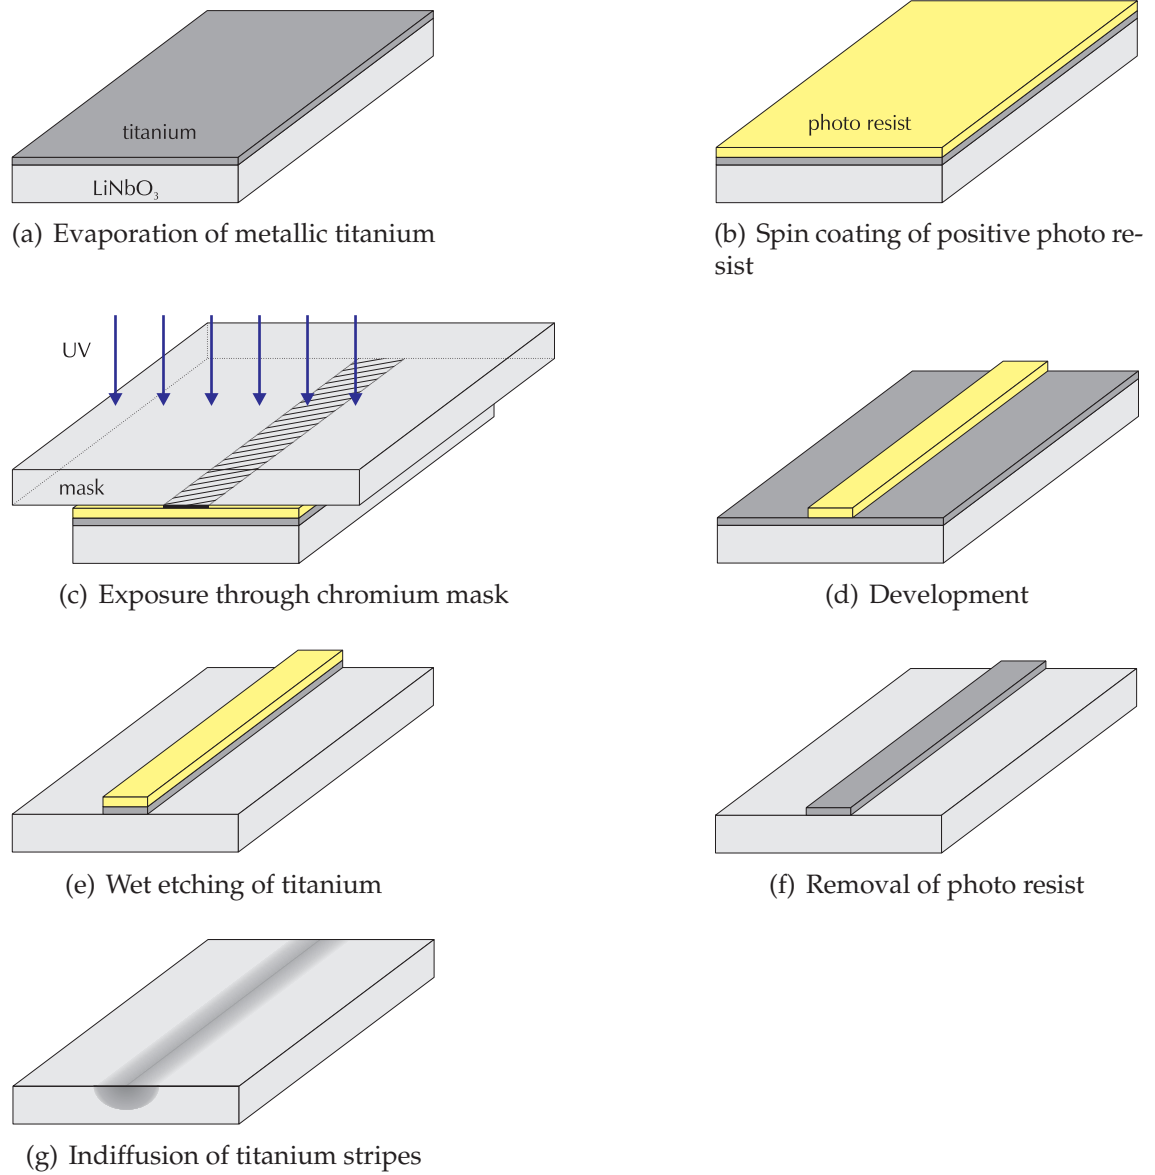 titanium
LiNbO₃
(a) Evaporation of metallic titanium
photo resist
(b) Spin coating of positive photo re-
sist
UV
mask
(c) Exposure through chromium mask
(d) Development
(e) Wet etching of titanium
(f) Removal of photo resist
(g) Indiffusion of titanium stripes